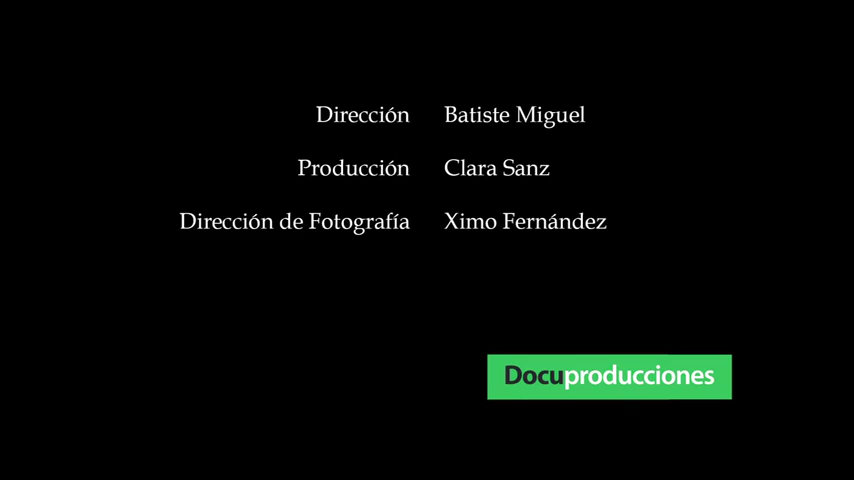 Dirección Batiste Miguel
Producción Clara Sanz
Dirección de Fotografía Ximo Fernández
Docuproducciones